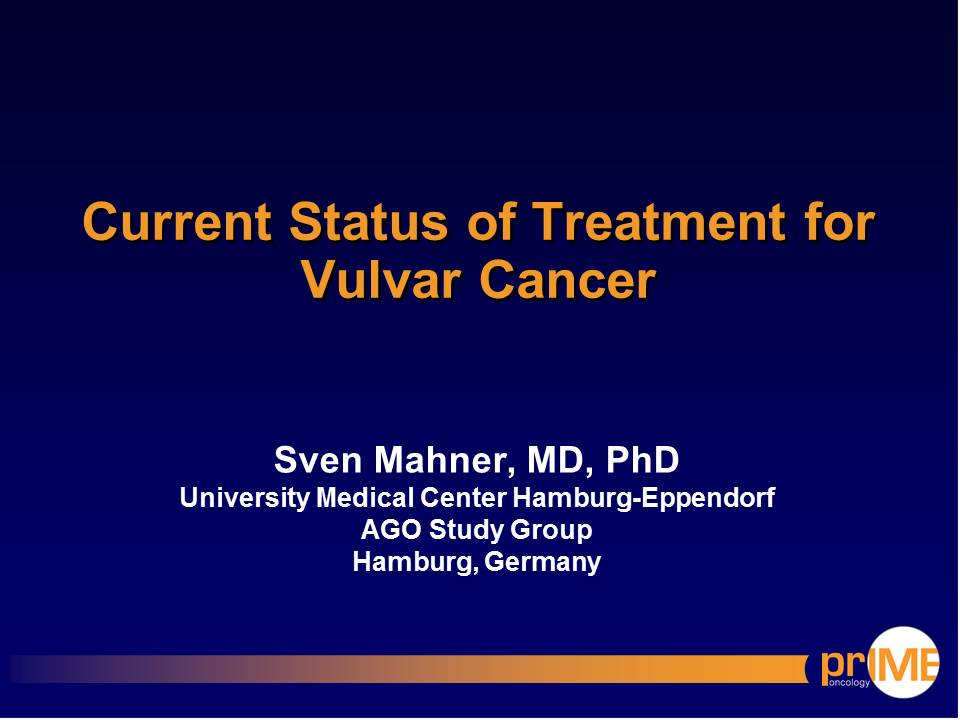 Current Status of Treatment for
Vulvar Cancer
Sven Mahner, MD, PhD
University Medical Center Hamburg-Eppendorf
AGO Study Group
Hamburg, Germany
prIME
oncology